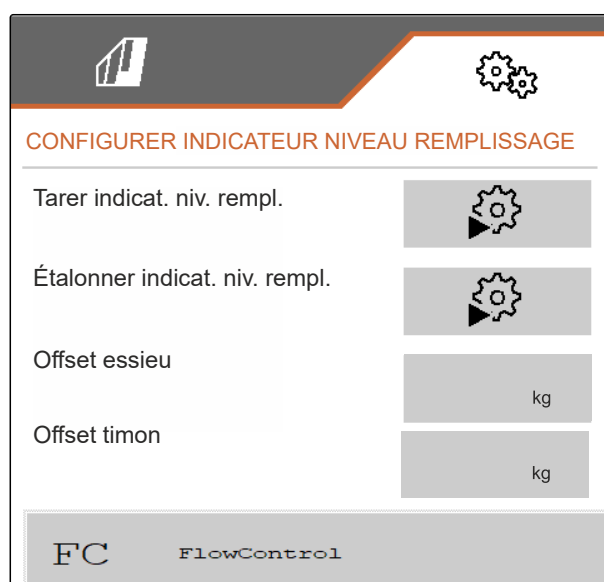 CONFIGURER INDICATEUR NIVEAU REMPLISSAGE
Tarer indicat. niv. rempl.
Étalonner indicat. niv. rempl.
Offset essieu
kg
Offset timon
kg
FC FlowControl